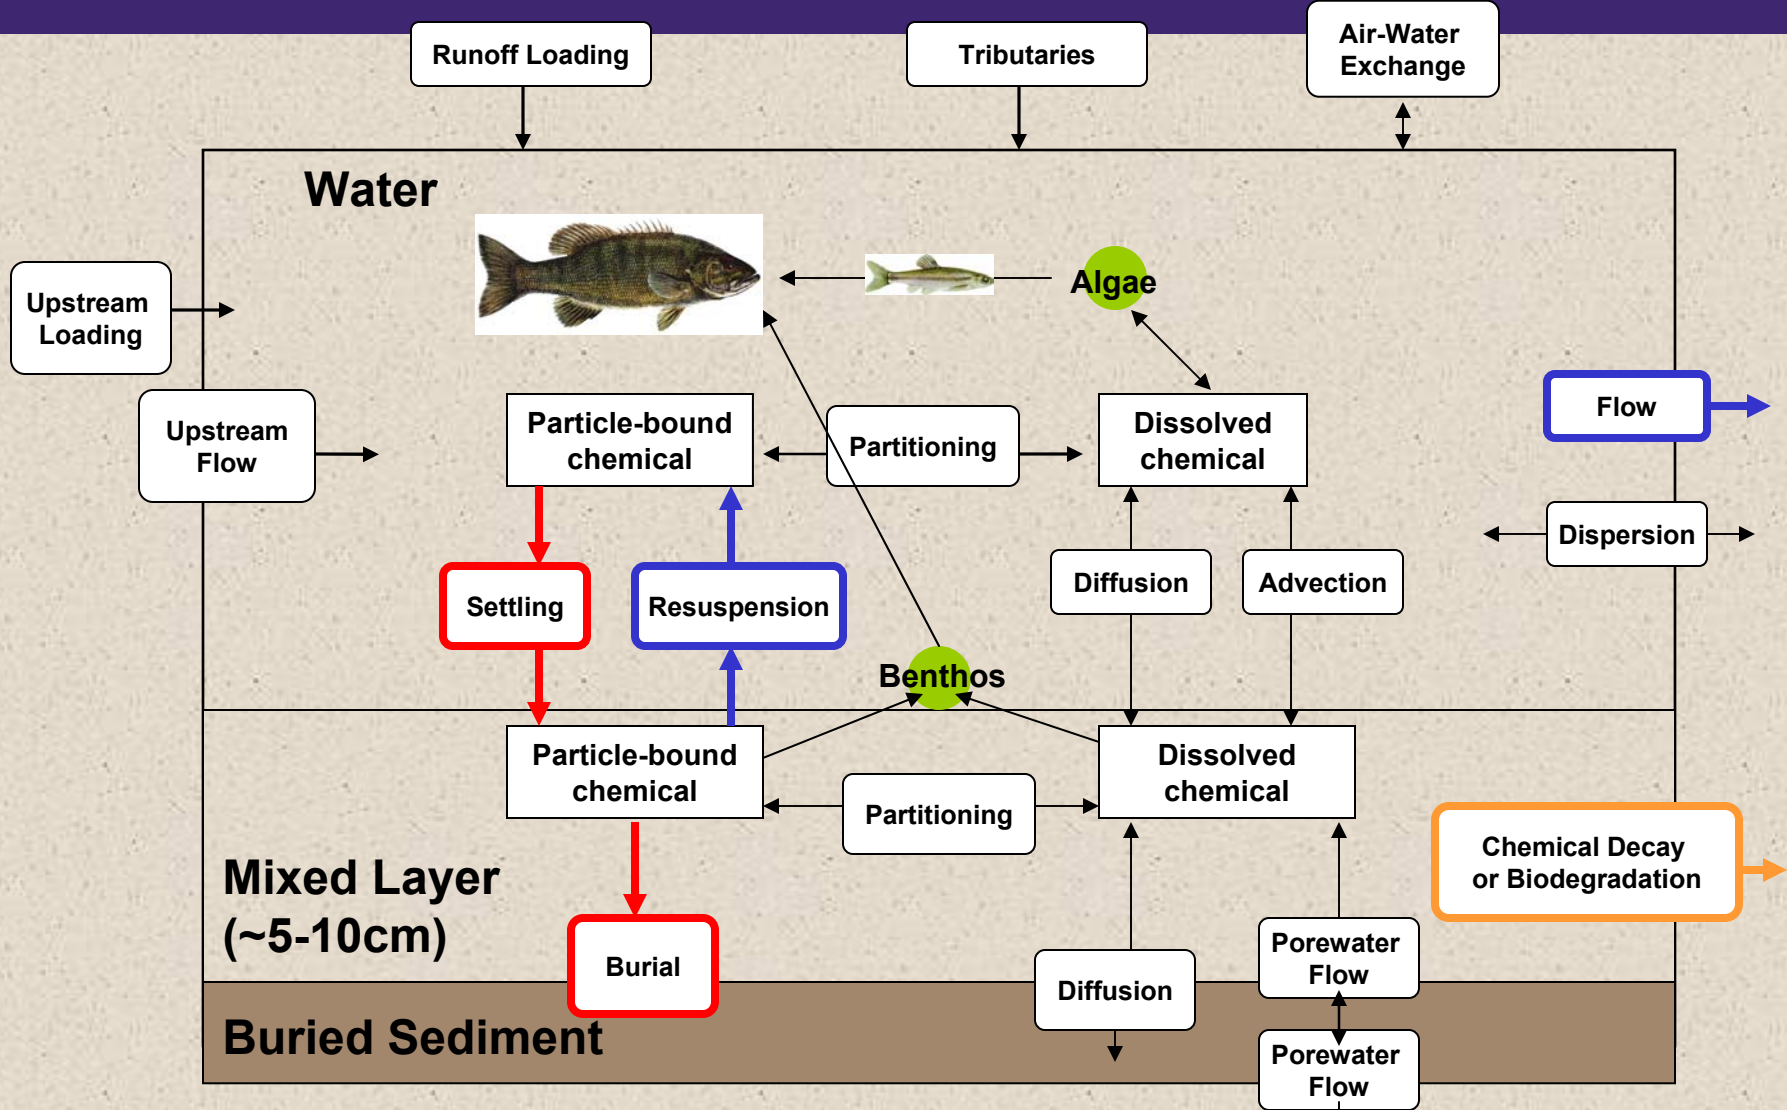 Runoff Loading
Tributaries
Air-Water
Exchange
Water
Algae
Upstream
Loading
Upstream
Flow
Particle-bound
chemical
Partitioning
Dissolved
chemical
Flow
Dispersion
Settling
Resuspension
Diffusion
Advection
Benthos
Particle-bound
chemical
Partitioning
Dissolved
chemical
Chemical Decay
or Biodegradation
Mixed Layer
(~5-10cm)
Burial
Diffusion
Porewater
Flow
Buried Sediment
Porewater
Flow